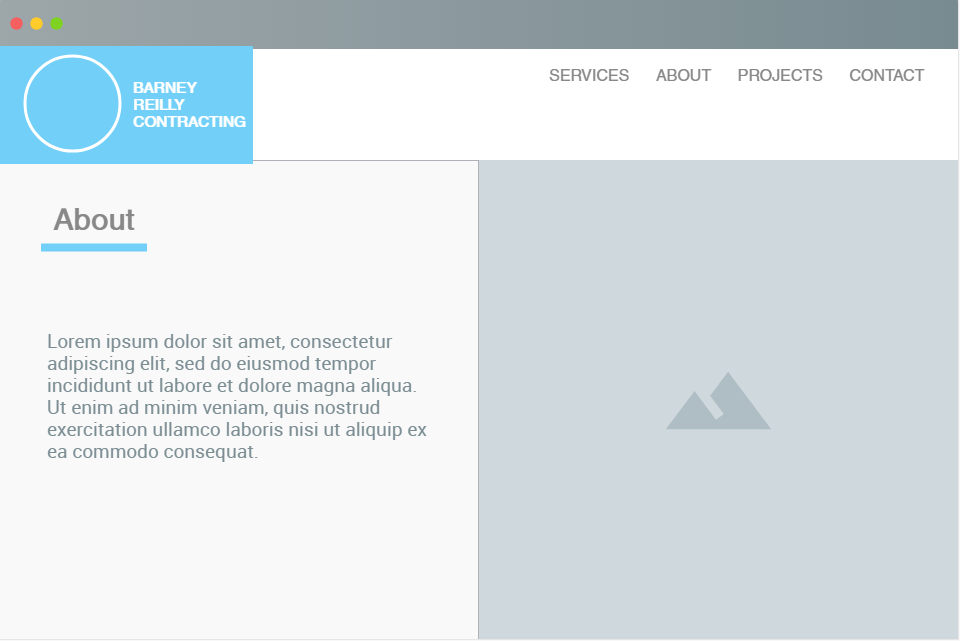 BARNEY
REILLY
CONTRACTING
SERVICES ABOUT PROJECTS CONTACT
About
Lorem ipsum dolor sit amet, consectetur
adipiscing elit, sed do eiusmod tempor
incididunt ut labore et dolore magna aliqua.
Ut enim ad minim veniam, quis nostrud
exercitation ullamco laboris nisi ut aliquip ex
ea commodo consequat.